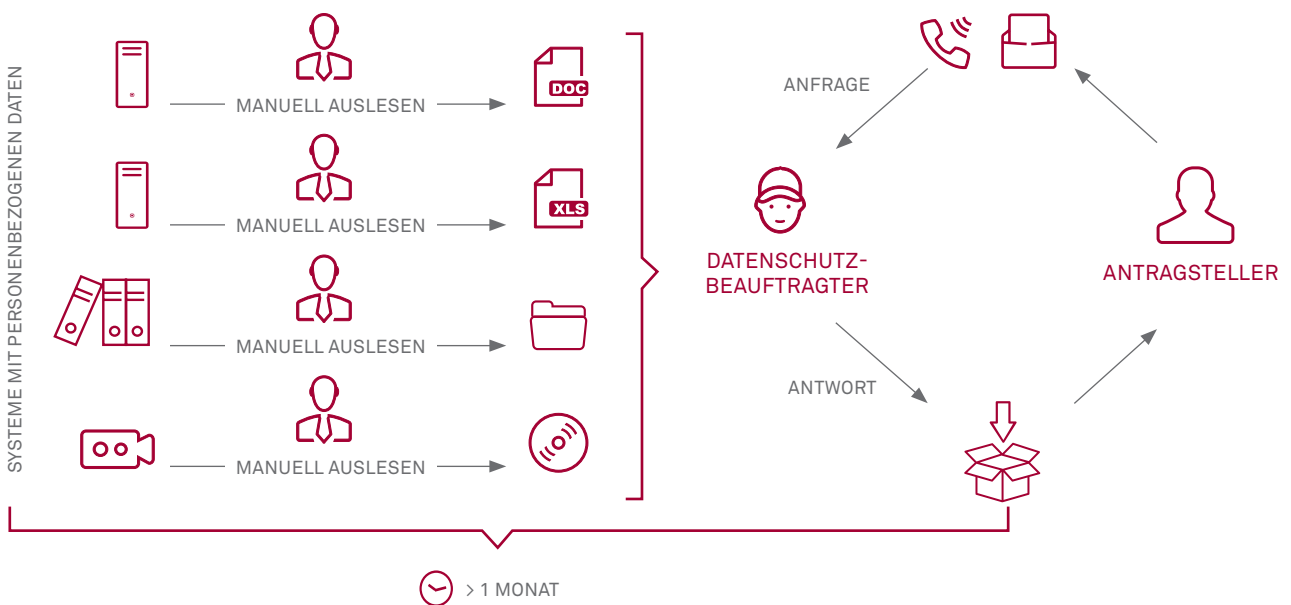 SYSTEME MIT PERSONENBEZOGENEN DATEN
MANUELL AUSLESEN
DOC
MANUELL AUSLESEN
XLS
MANUELL AUSLESEN
MANUELL AUSLESEN
ANFRAGE
DATENSCHUTZ-
BEAUFTRAGTER
ANTRAGSTELLER
ANTWORT
> 1 MONAT